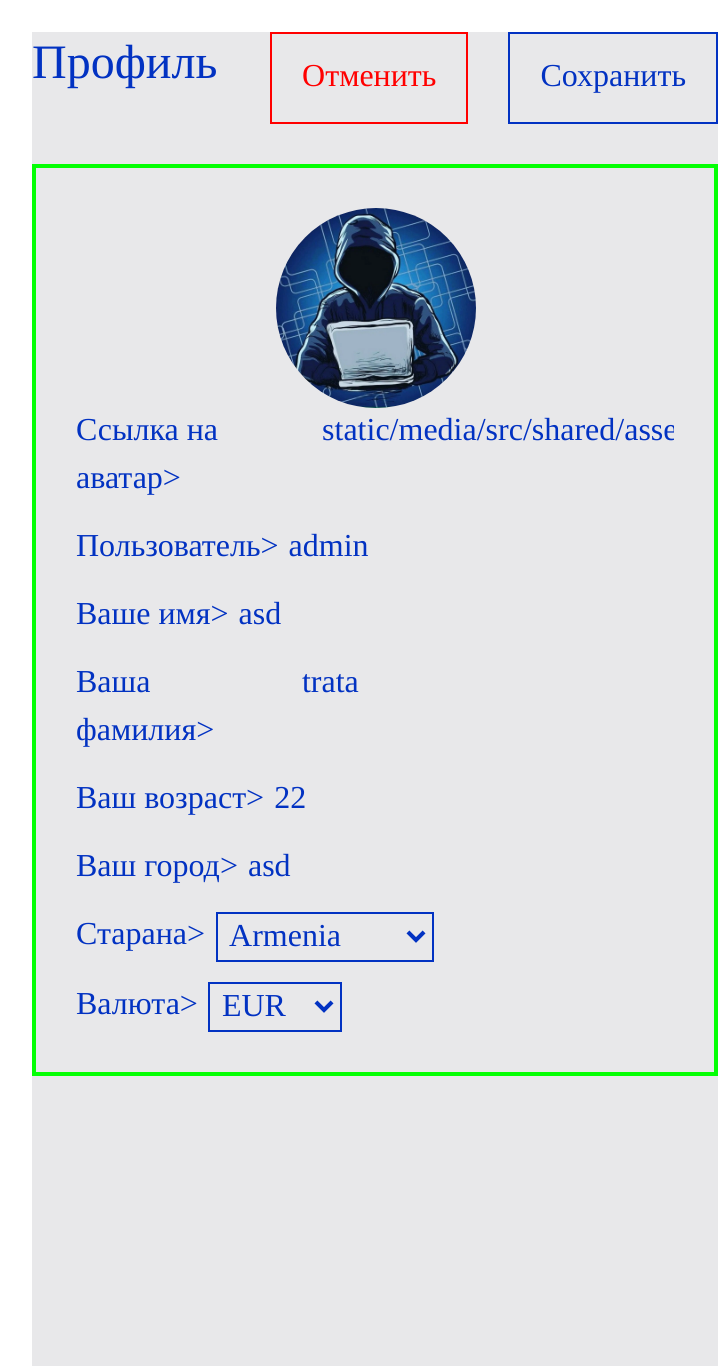 Профиль Отменить Сохранить
Ссылка на static/media/src/shared/asse
аватар>
Пользователь> admin
Ваше имя> asd
Ваша trata
фамилия>
Ваш возраст> 22
Ваш город> asd
Старана> Armenia
Валюта> EUR